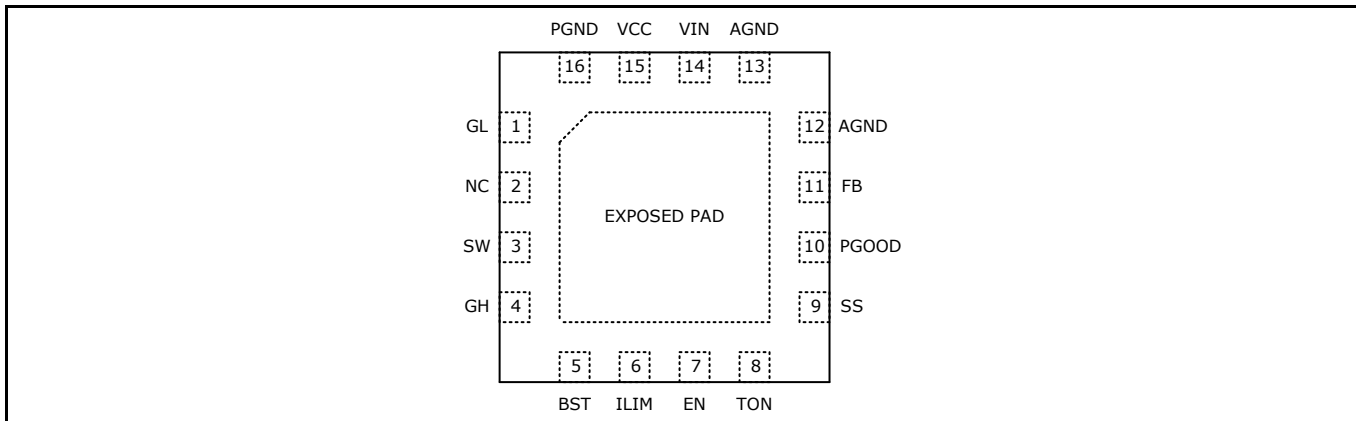 PGND VCC VIN AGND
16 15 14 13
GL 1 12 AGND
NC 2 11 FB
EXPOSED PAD
SW 3 10 PGOOD
GH 4 9 SS
5 6 7 8
BST ILIM EN TON